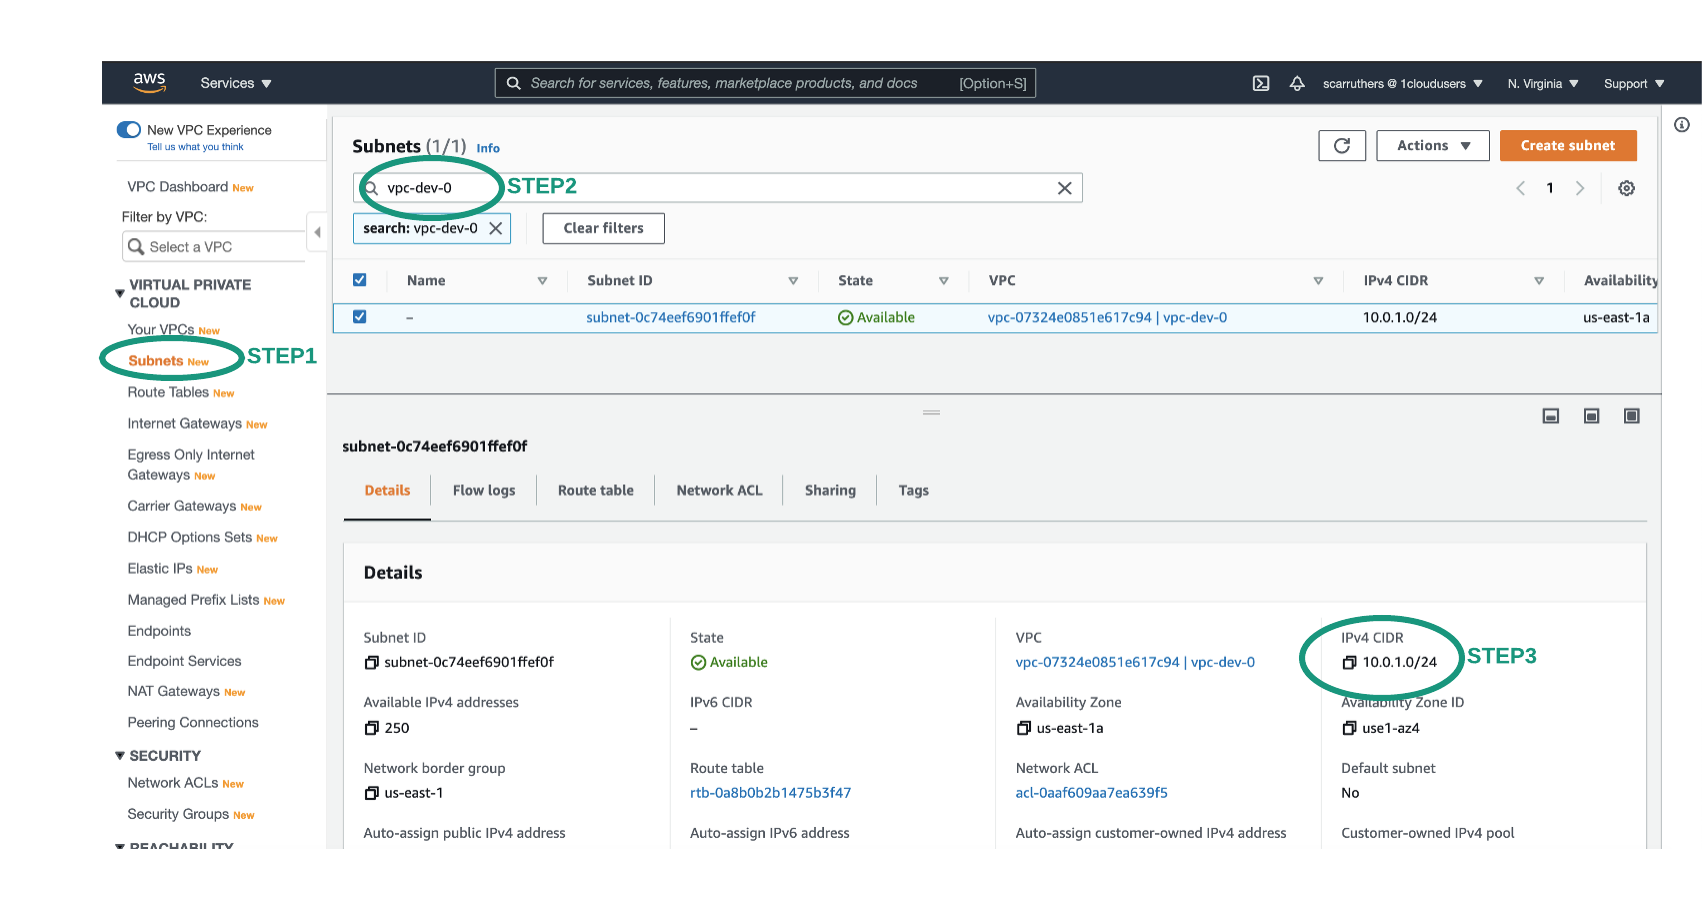 aws Services Search for services, features, marketplace products, and docs [Option+S] scarruthers @ 1cloudusers N. Virginia Support
New VPC Experience
Tell us what you think
VPC Dashboard New
Filter by VPC:
Select a VPC
VIRTUAL PRIVATE
CLOUD
Your VPCs New
Subnets New STEP1
Route Tables New
Internet Gateways New
Egress Only Internet
Gateways New
Carrier Gateways New
DHCP Options Sets New
Elastic IPs New
Managed Prefix Lists New
Endpoints
Endpoint Services
NAT Gateways New
Peering Connections
SECURITY
Network ACLs New
Security Groups New
REACHABILITY
Subnets (1/1) Info Actions Create subnet
vpc-dev-0 STEP2 1
search: vpc-dev-0 Clear filters
Name Subnet ID State VPC IPv4 CIDR Availability
– subnet-0c74eef6901ffef0f Available vpc-07324e0851e617c94 | vpc-dev-0 10.0.1.0/24 us-east-1a
subnet-0c74eef6901ffef0f
Details Flow logs Route table Network ACL Sharing Tags
Details
Subnet ID State VPC IPv4 CIDR
subnet-0c74eef6901ffef0f Available vpc-07324e0851e617c94 | vpc-dev-0 10.0.1.0/24 STEP3
Available IPv4 addresses IPv6 CIDR Availability Zone Availability Zone ID
250 – us-east-1a use1-az4
Network border group Route table Network ACL Default subnet
us-east-1 rtb-0a8b0b2b1475b3f47 acl-0aaf609aa7ea639f5 No
Auto-assign public IPv4 address Auto-assign IPv6 address Auto-assign customer-owned IPv4 address Customer-owned IPv4 pool